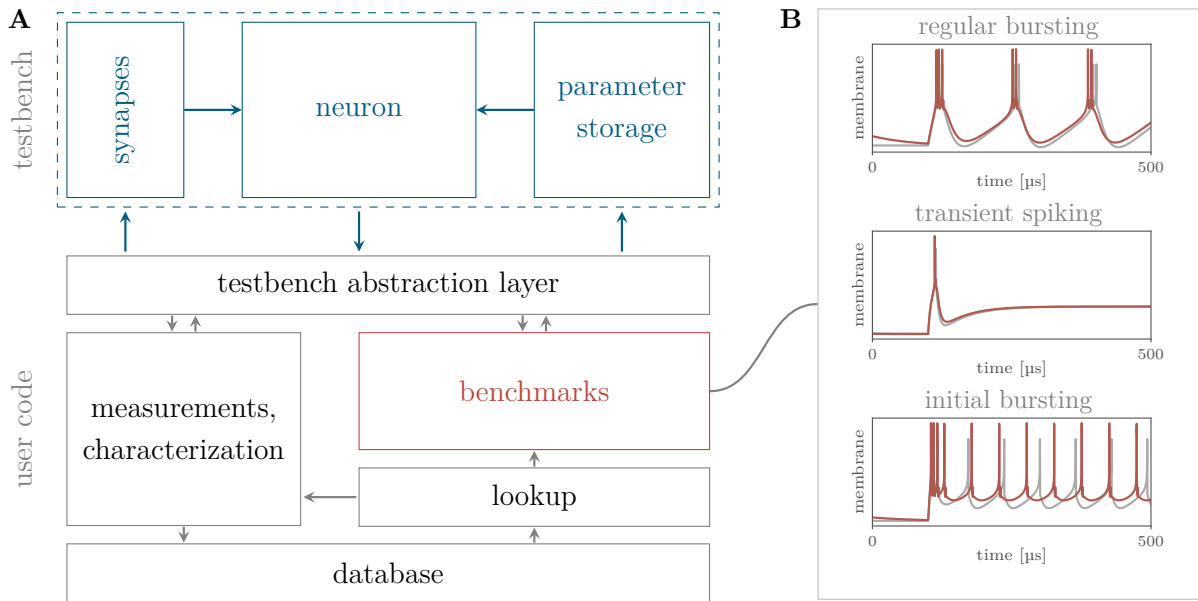 A
testbench
synapses
neuron
parameter
storage
testbench abstraction layer
user code
measurements,
characterization
benchmarks
lookup
database
B
regular bursting
membrane
0
500
time [µs]
transient spiking
membrane
0
500
time [µs]
initial bursting
membrane
0
500
time [µs]